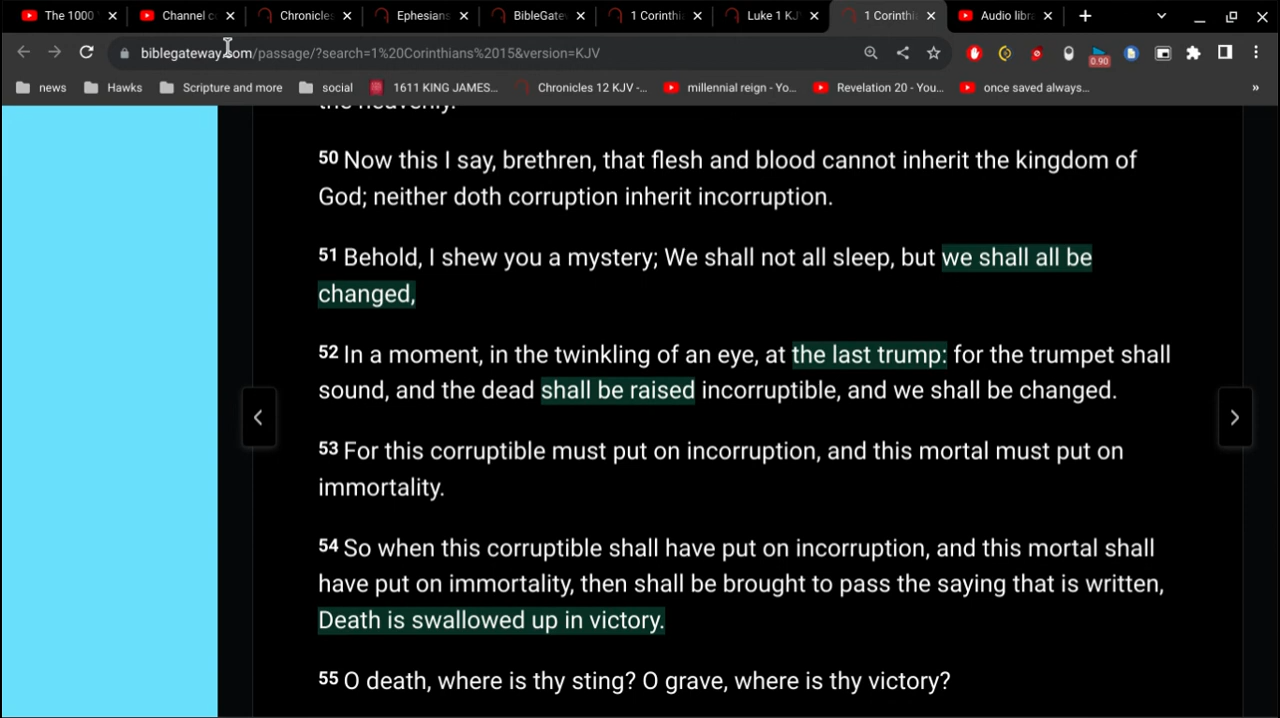 The 1000
Channel c
Chronicles
Ephesians
BibleGate
1 Corinthi
Luke 1 KJ
1 Corinthi
Audio libr
biblegateway.com/passage/?search=1%20Corinthians%2015&version=KJV
0.90
news
Hawks
Scripture and more
social
1611 KING JAMES...
Chronicles 12 KJV -...
millennial reign - Yo...
Revelation 20 - You...
once saved always...
»
the heavenly.
50 Now this I say, brethren, that flesh and blood cannot inherit the kingdom of
God; neither doth corruption inherit incorruption.
51 Behold, I shew you a mystery; We shall not all sleep, but we shall all be
changed,
52 In a moment, in the twinkling of an eye, at the last trump: for the trumpet shall
sound, and the dead shall be raised incorruptible, and we shall be changed.
53 For this corruptible must put on incorruption, and this mortal must put on
immortality.
54 So when this corruptible shall have put on incorruption, and this mortal shall
have put on immortality, then shall be brought to pass the saying that is written,
Death is swallowed up in victory.
55 O death, where is thy sting? O grave, where is thy victory?